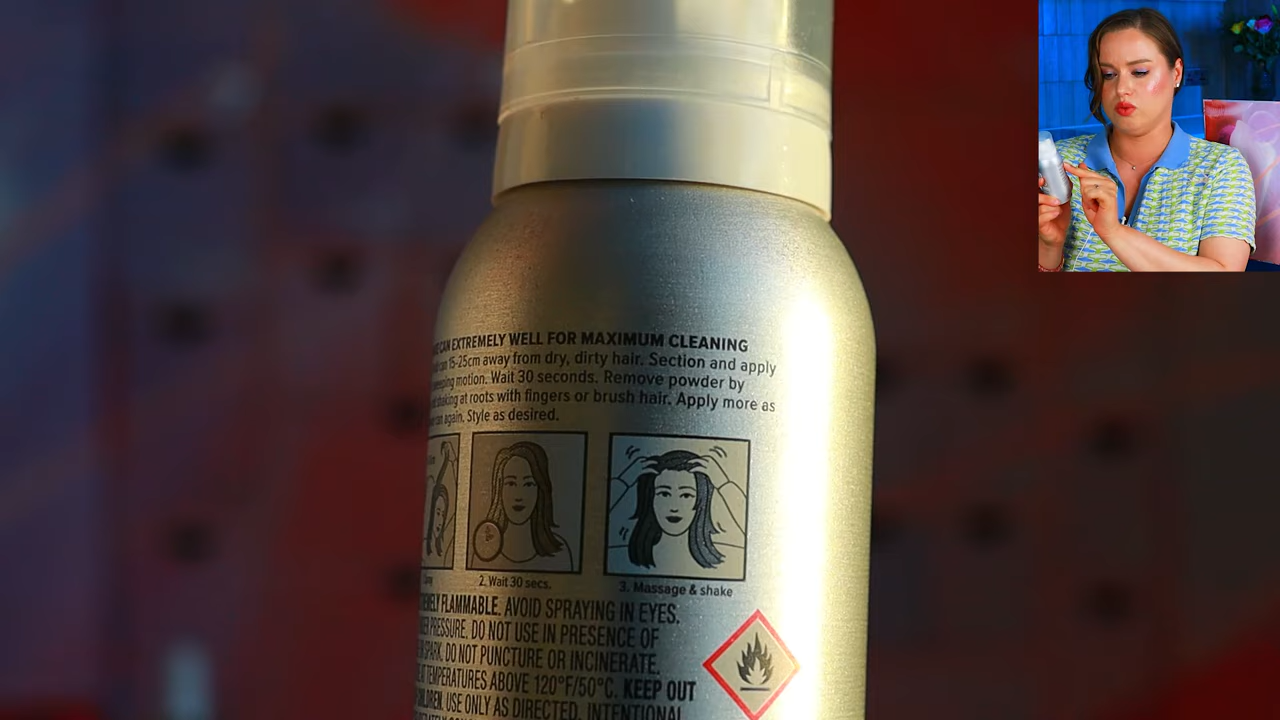 CAN EXTREMELY WELL FOR MAXIMUM CLEANING
can 15-25cm away from dry, dirty hair. Section and apply
motion. Wait 30 seconds. Remove powder by
shaking at roots with fingers or brush hair. Apply more as
again. Style as desired.
2. Wait 30 secs.
3. Massage & shake
FLAMMABLE. AVOID SPRAYING IN EYES.
PRESSURE. DO NOT USE IN PRESENCE OF
SPARK. DO NOT PUNCTURE OR INCINERATE.
TEMPERATURES ABOVE 120°F/50°C. KEEP OUT
USE ONLY AS DIRECTED. INTENTIONAL